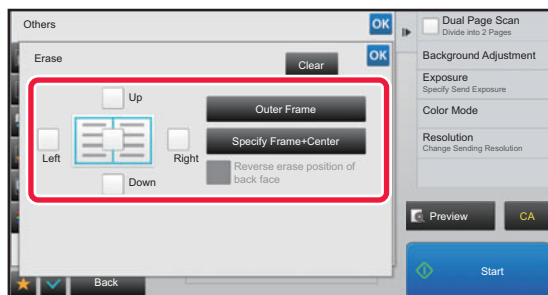 Others
OK
Erase
Clear
OK
Up
Left
Right
Down
Outer Frame
Specify Frame+Center
Reverse erase position of
back face
Back
Dual Page Scan
Divide into 2 Pages
Background Adjustment
Exposure
Specify Send Exposure
Color Mode
Resolution
Change Sending Resolution
Preview
CA
Start